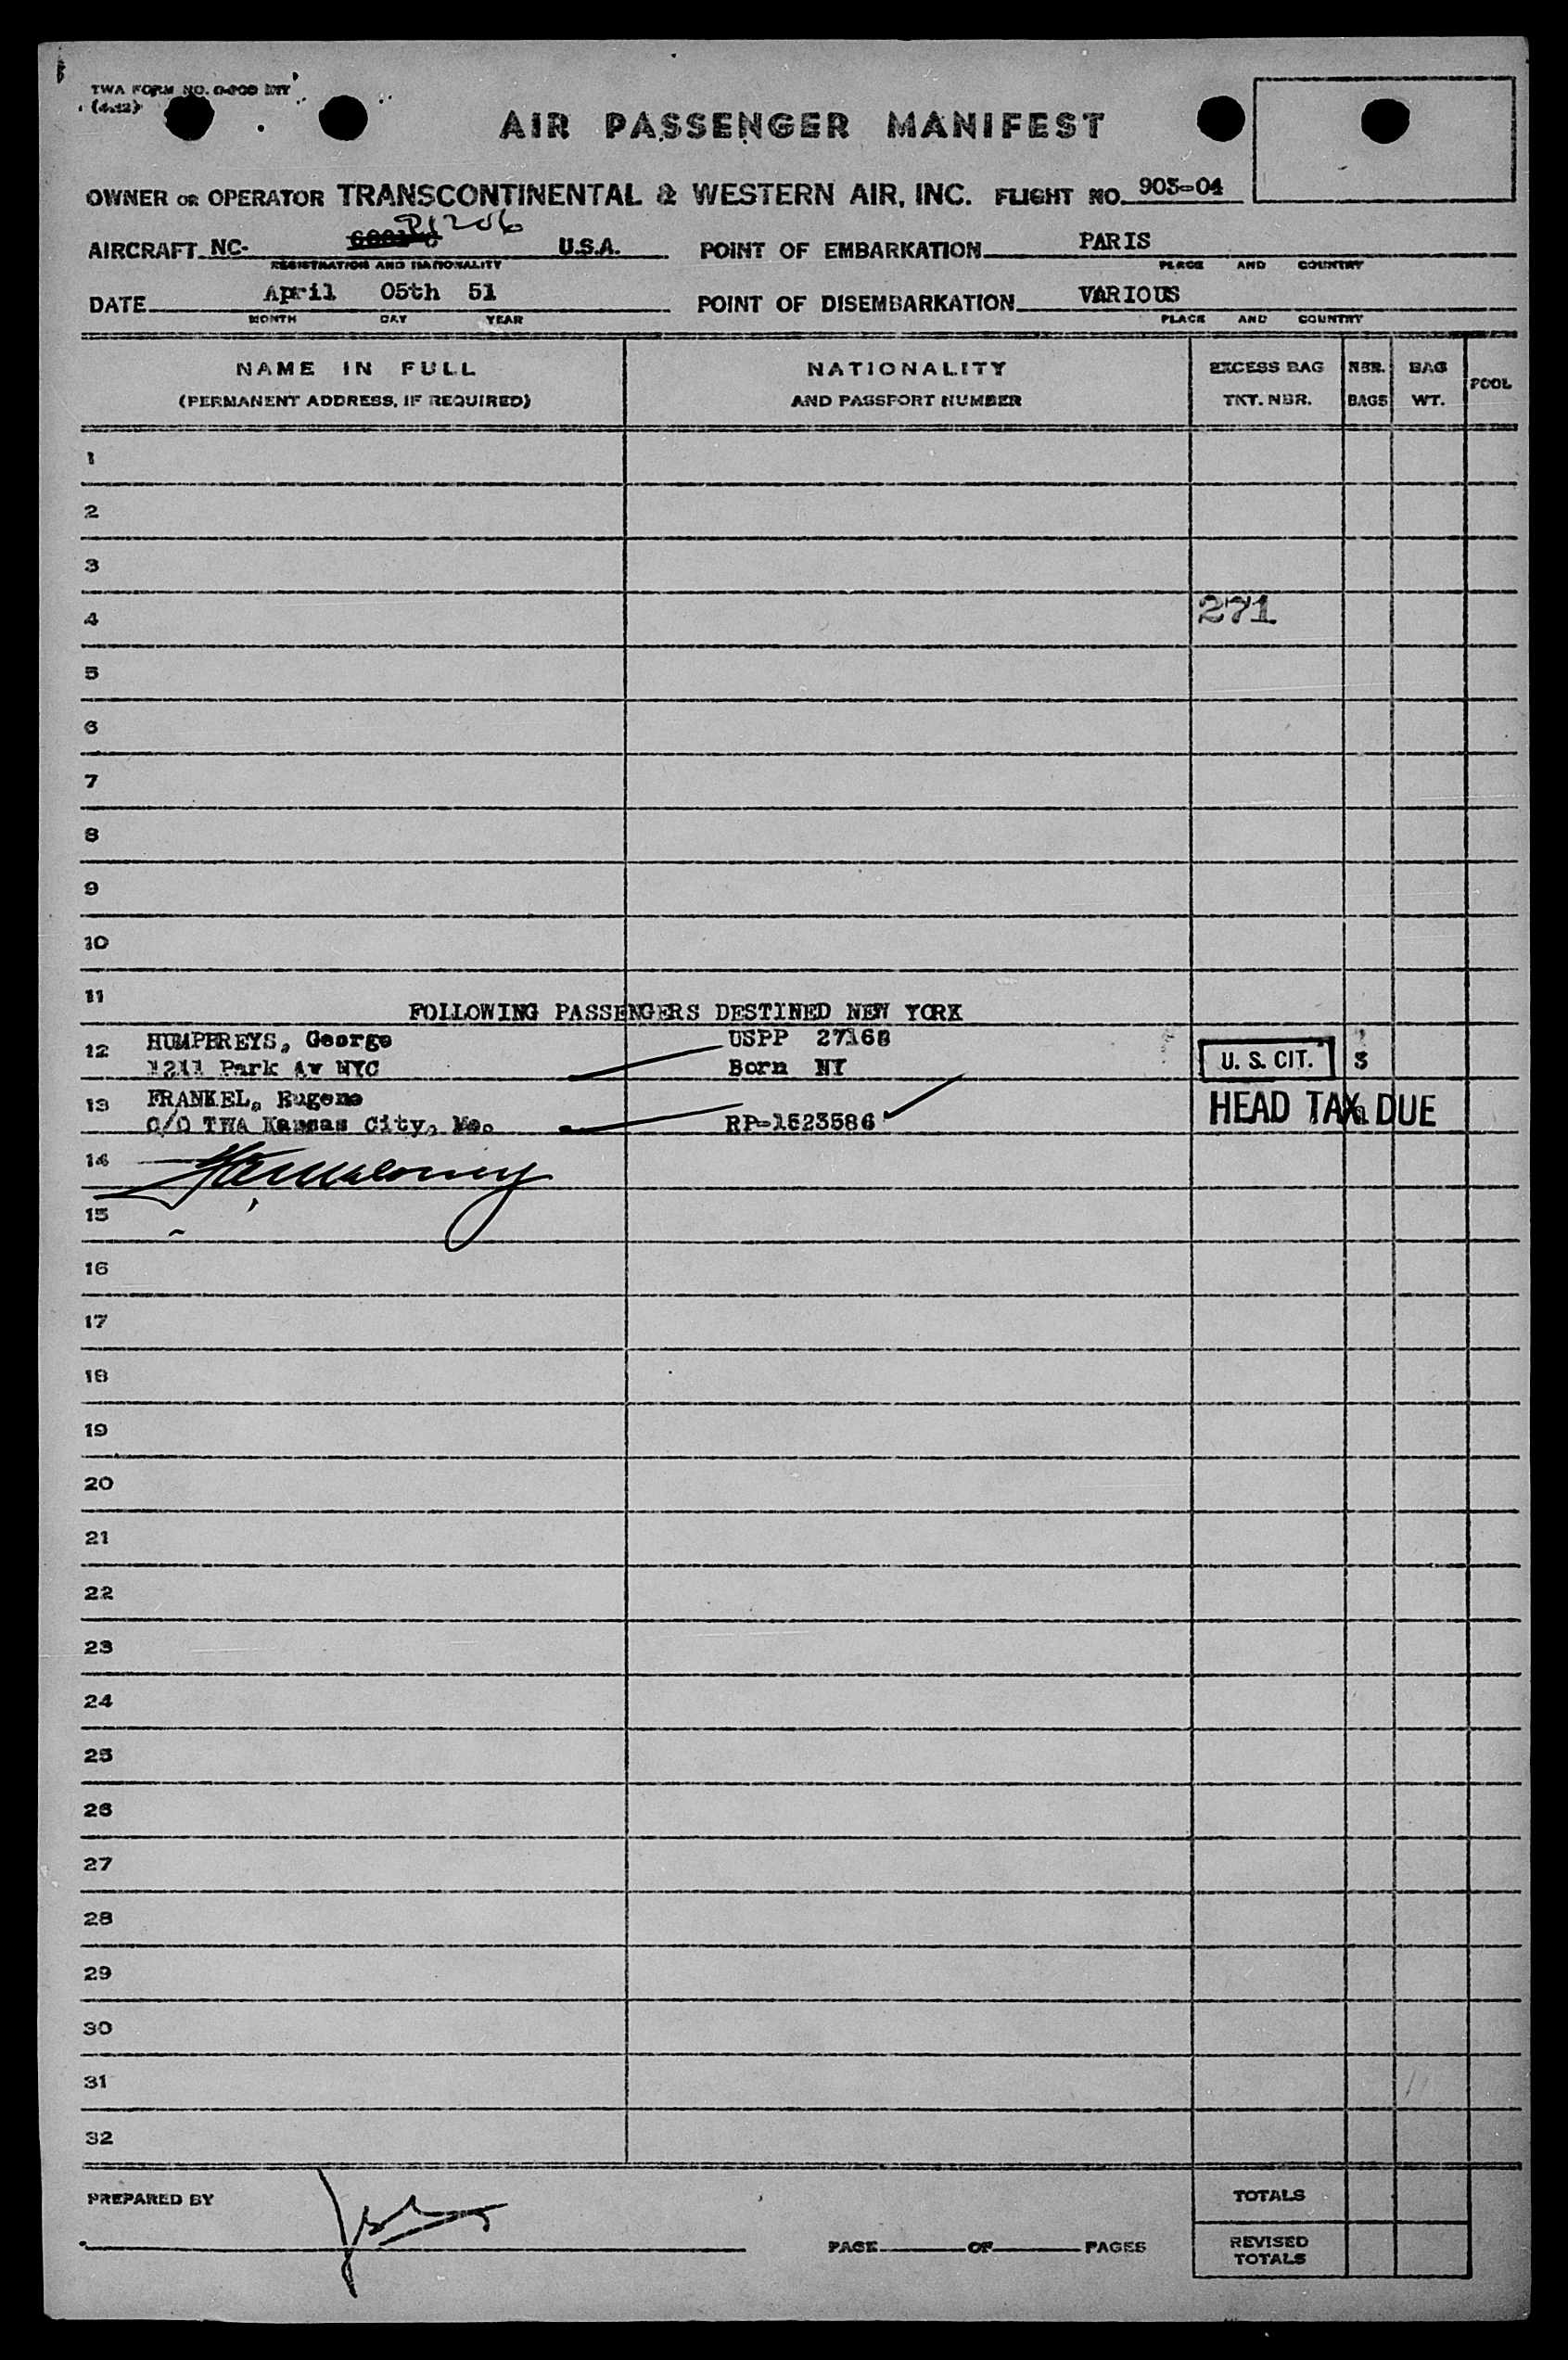 TWA FORM NO.
AIR PASSENGER MANIFEST
OWNER OR OPERATOR TRANSCONTINENTAL & WESTERN AIR, INC. FLIGHT NO. 903-04
AIRCRAFT NC- U.S.A. POINT OF EMBARKATION PARIS
REGISTRATION AND NATIONALITY PLACE AND COUNTRY
DATE April 05th 51 POINT OF DISEMBARKATION VARIOUS
MONTH DAY YEAR PLACE AND COUNTRY
NAME IN FULL NATIONALITY EXCESS BAG NBR. BAG POOL
(PERMANENT ADDRESS, IF REQUIRED) AND PASSPORT NUMBER TKT. NBR. BAGS WT.
1
2
3
4 271
5
6
7
8
9
10
11 FOLLOWING PASSENGERS DESTINED NEW YORK
12 HUMPHREYS, George USPP 27168
1211 Park Av NYC Born NY U. S. CIT. 3
13 FRANKEL, Eugene HEAD TAX DUE
C/O TWA Kansas City, Mo. RP-1523586
14
15
16
17
18
19
20
21
22
23
24
25
26
27
28
29
30
31
32
PREPARED BY TOTALS
PAGE OF PAGES REVISED
TOTALS